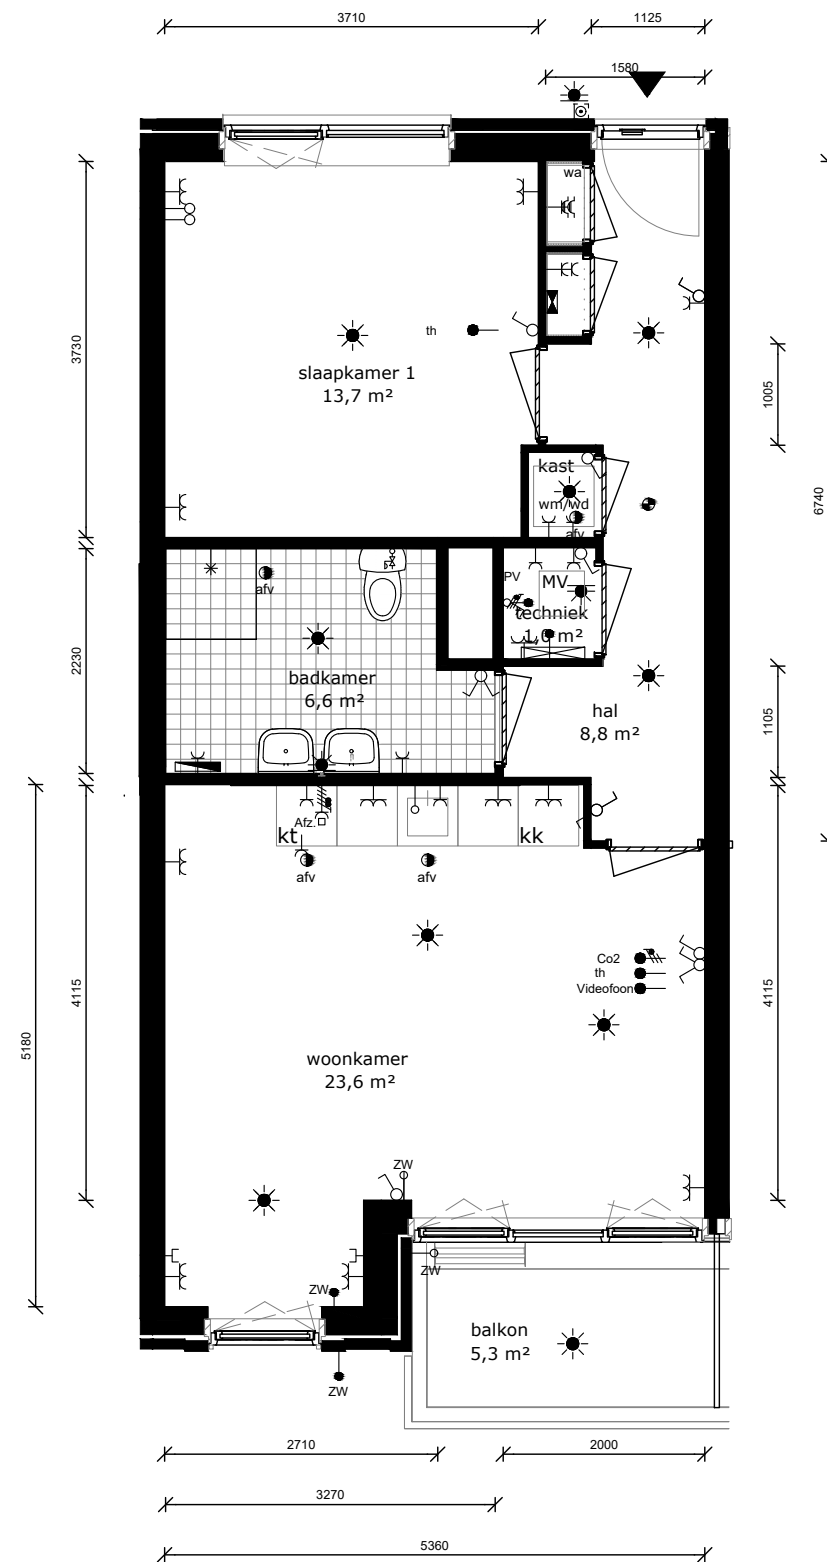 3710
1125
1580
wa
3730
th
slaapkamer 1
13,7 m²
1005
6740
kast
wm/wd
afv
PV
MV
techniek
1,0 m²
afv
2230
badkamer
6,6 m²
hal
8,8 m²
1105
Afz.
kt
kk
afv
afv
4115
5180
Co2
th
Videofoon
4115
woonkamer
23,6 m²
ZW
ZW
ZW
balkon
5,3 m²
ZW
2710
2000
3270
5360